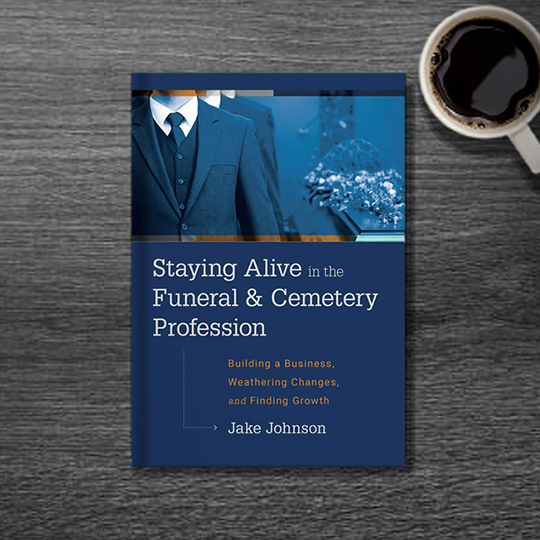 Staying Alive in the
Funeral & Cemetery
Profession
Building a Business,
Weathering Changes,
and Finding Growth
Jake Johnson